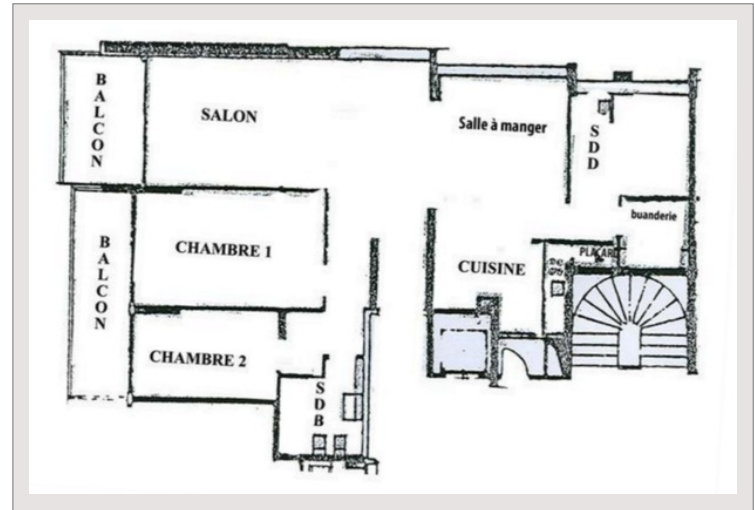 BALCON
SALON
Salle à manger
SDD
buanderie
BALCON
CHAMBRE 1
CUISINE
PLACARD
CHAMBRE 2
SDB